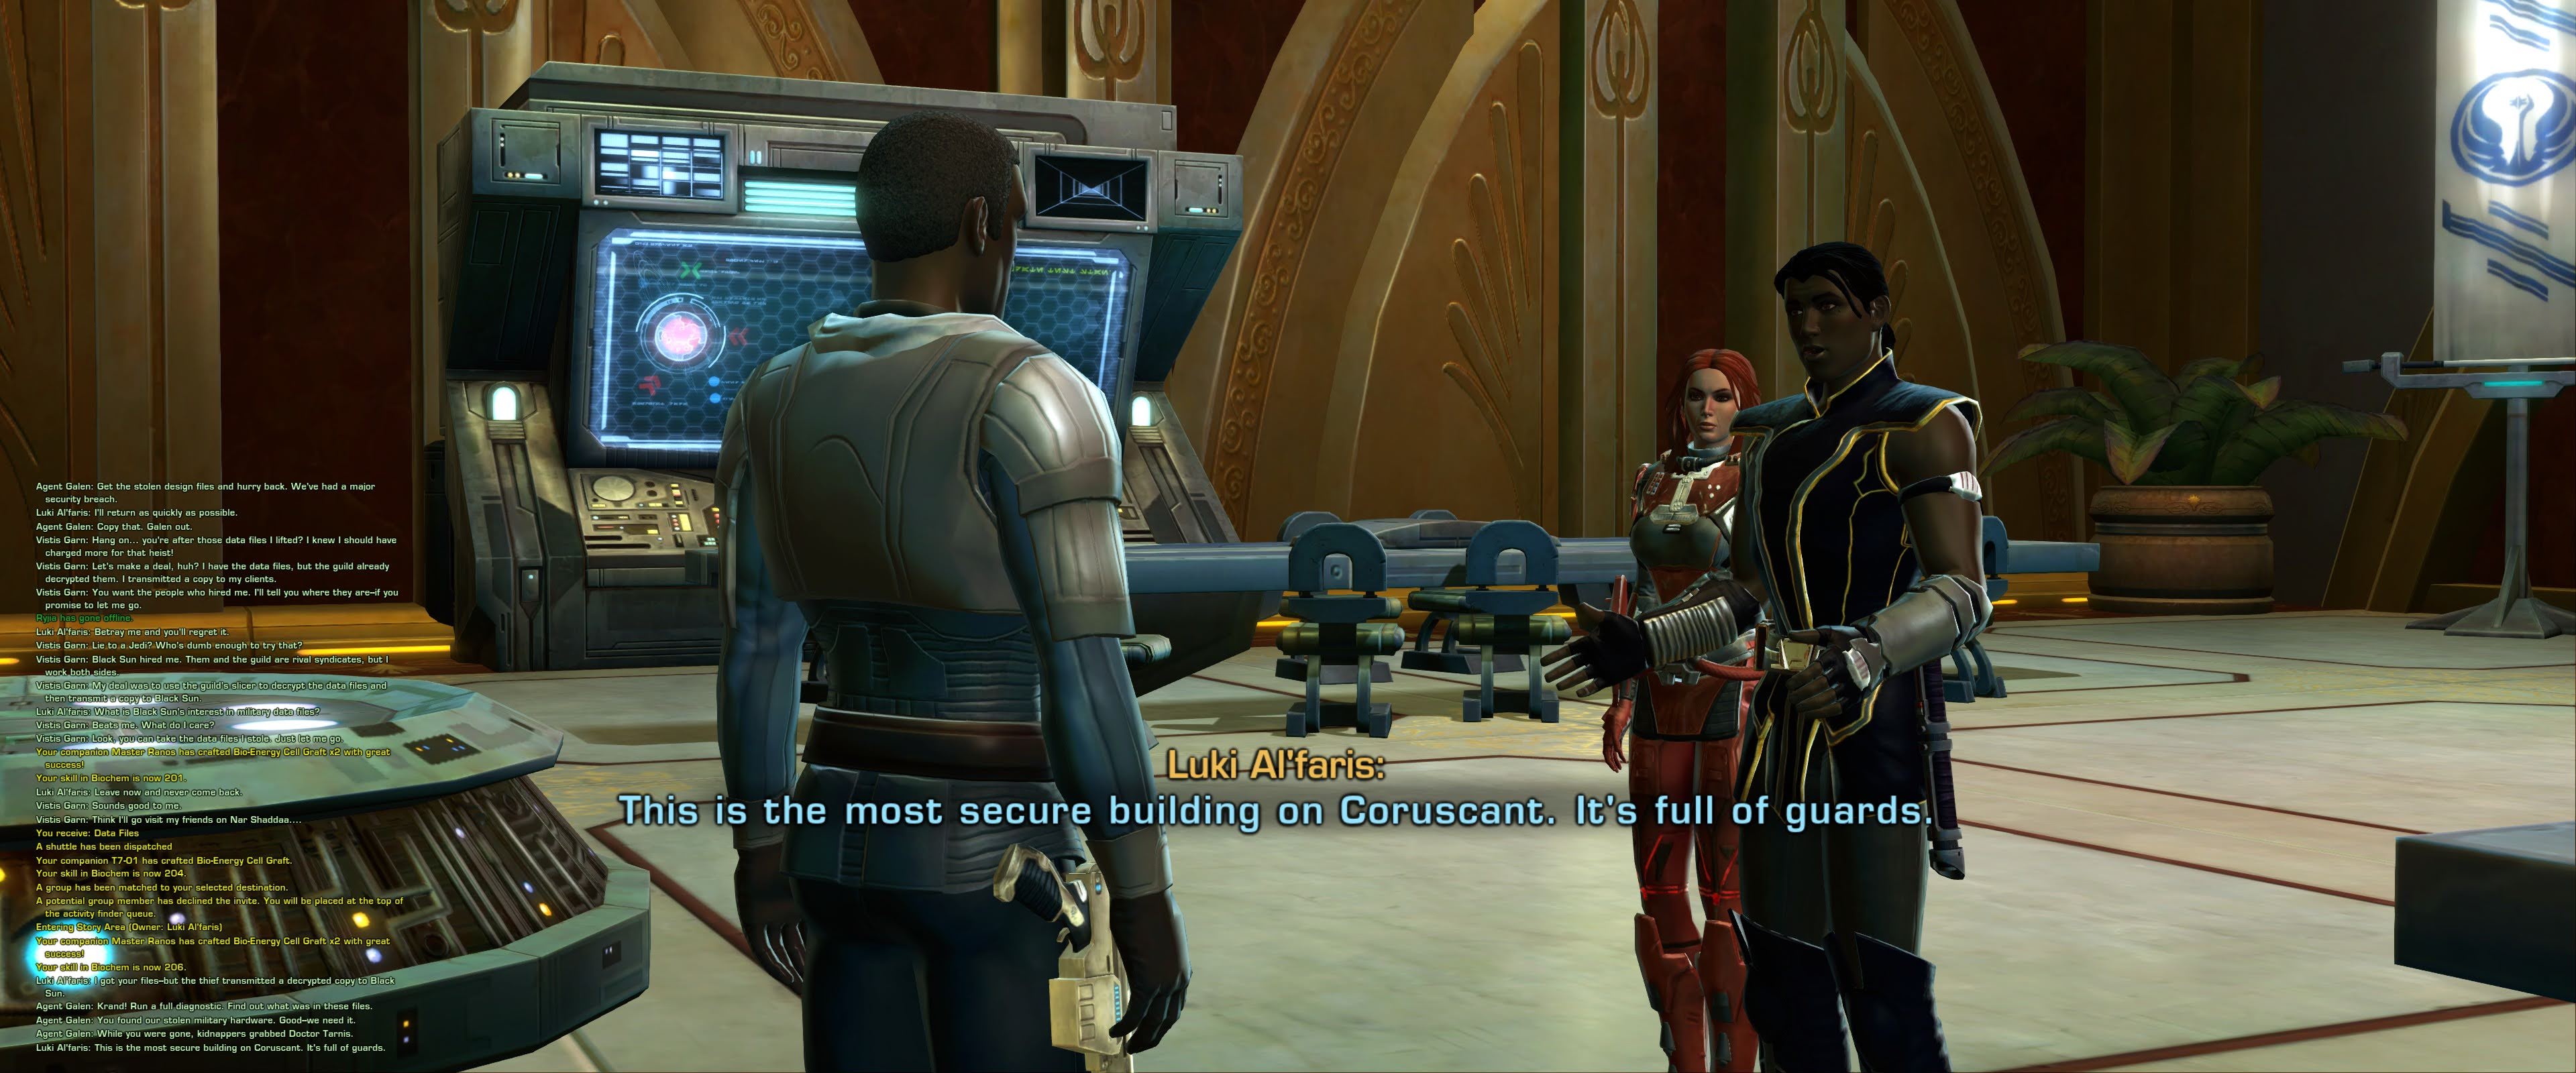 Agent Galen: Get the stolen design files and hurry back. We've had a major
security breach.
Luki Al'faris: I'll return as quickly as possible.
Agent Galen: Copy that. Galen out.
Vistis Garn: Hang on... you're after those data files I lifted? I knew I should have
charged more for that heist!
Vistis Garn: Let's make a deal, huh? I have the data files, but the guild already
decrypted them. I transmitted a copy to my clients.
Vistis Garn: You want the people who hired me. I'll tell you where they are–if you
promise to let me go.
Ryjia has gone offline.
Luki Al'faris: Betray me and you'll regret it.
Vistis Garn: Lie to a Jedi? Who's dumb enough to try that?
Vistis Garn: Black Sun hired me. Them and the guild are rival syndicates, but I
work both sides.
Vistis Garn: My deal was to use the guild's slicer to decrypt the data files and
then transmit a copy to Black Sun.
Luki Al'faris: What is Black Sun's interest in military data files?
Vistis Garn: Beats me. What do I care?
Vistis Garn: Look, you can take the data files I stole. Just let me go.
Your companion Master Ranos has crafted Bio-Energy Cell Graft x2 with great
success!
Your skill in Biochem is now 201.
Luki Al'faris: Leave now and never come back.
Vistis Garn: Sounds good to me.
Vistis Garn: Think I'll go visit my friends on Nar Shaddaa....
You receive: Data Files
A shuttle has been dispatched
Your companion T7-O1 has crafted Bio-Energy Cell Graft.
Your skill in Biochem is now 204.
A group has been matched to your selected destination.
A potential group member has declined the invite. You will be placed at the top of
the activity finder queue.
Entering Story Area (Owner: Luki Al'faris)
Your companion Master Ranos has crafted Bio-Energy Cell Graft x2 with great
success!
Your skill in Biochem is now 206.
Luki Al'faris: I got your files–but the thief transmitted a decrypted copy to Black
Sun.
Agent Galen: Krand! Run a full diagnostic. Find out what was in these files.
Agent Galen: You found our stolen military hardware. Good–we need it.
Agent Galen: While you were gone, kidnappers grabbed Doctor Tarnis.
Luki Al'faris: This is the most secure building on Coruscant. It's full of guards.
Luki Al'faris:
This is the most secure building on Coruscant. It's full of guards.